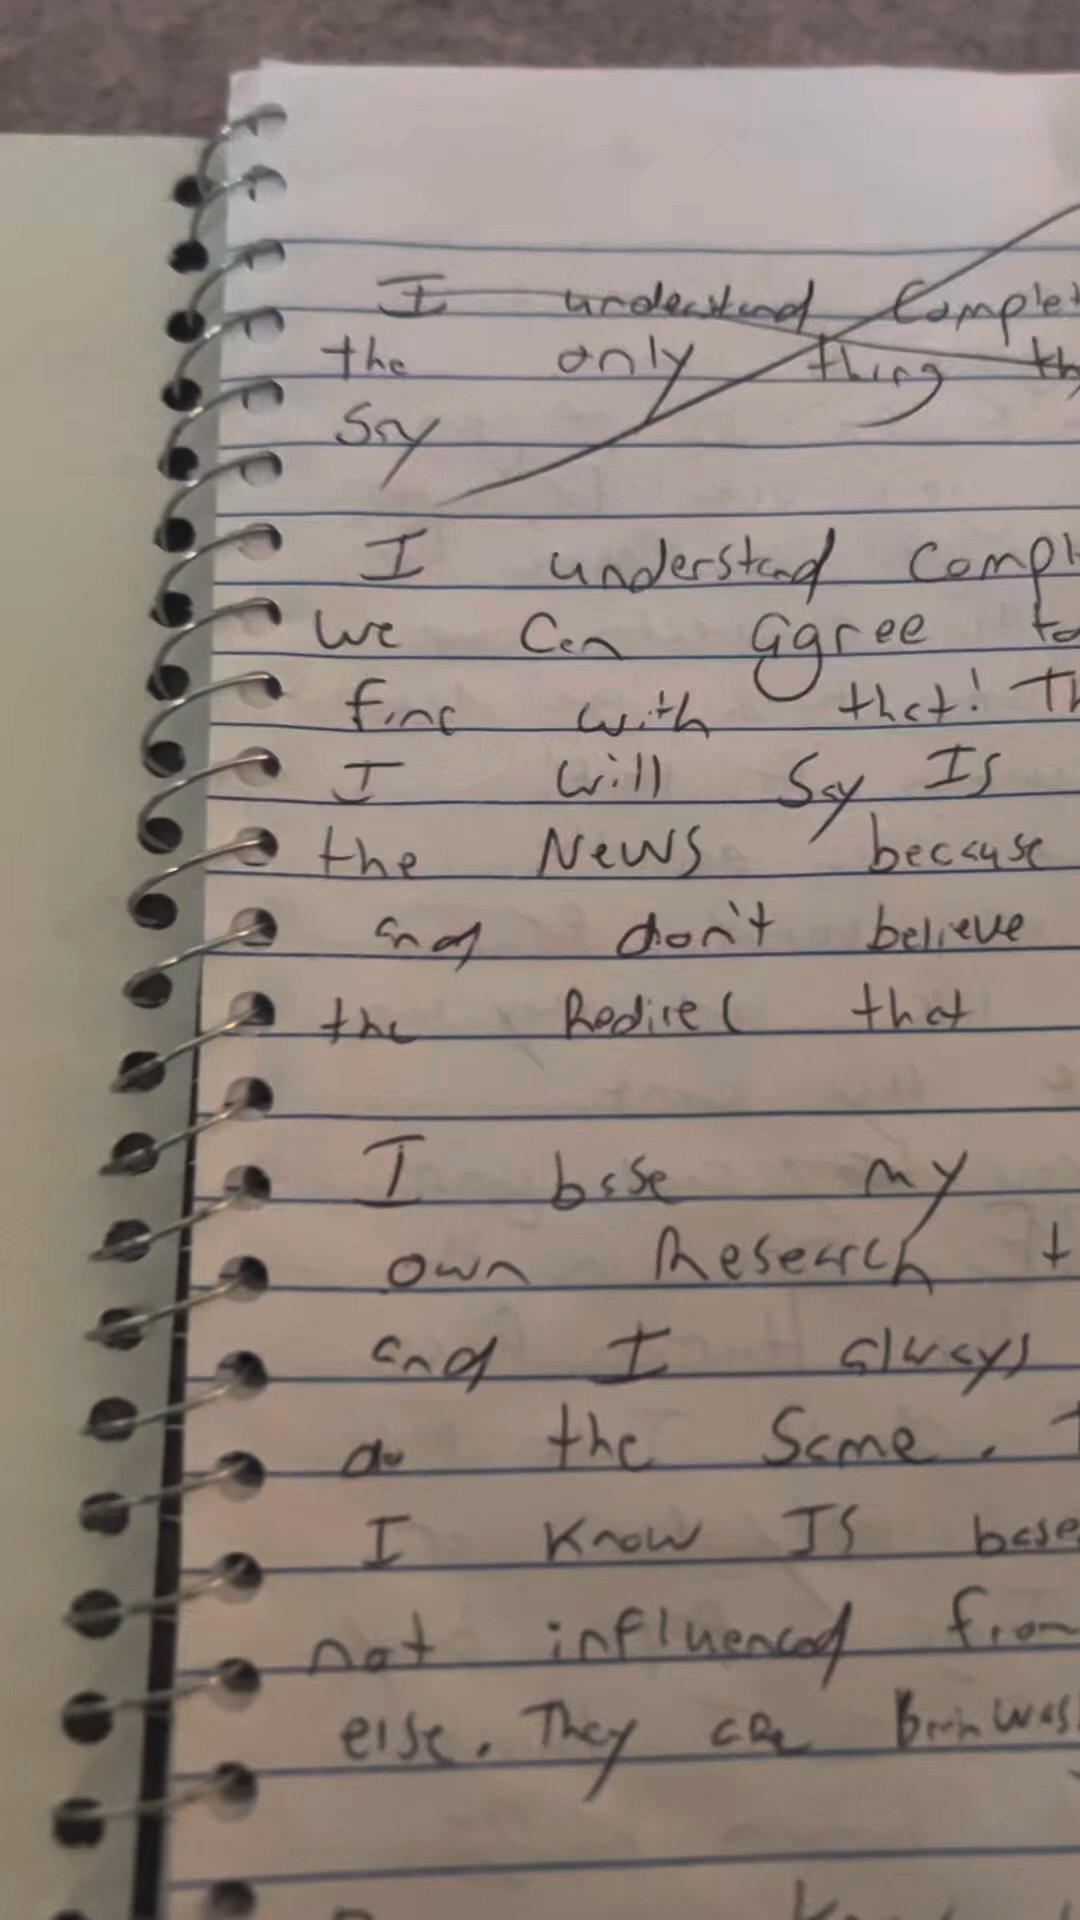 I understand Complet
the only thing th
Say
I understand Compl
we Can agree to
fine with that! Th
I will Say Is
the News because
and don't believe
the that
I base my
own Research t
and I always
do the Same. T
I Know IS base
not influenced from
else. They are Brainwas